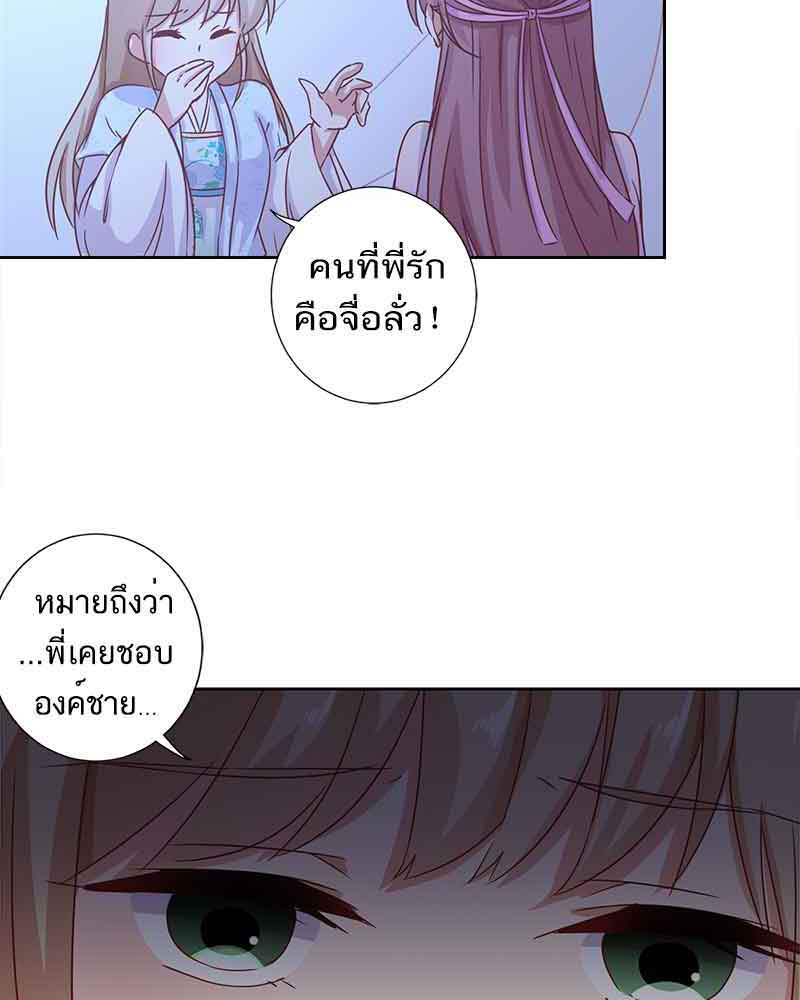 คนที่พี่รัก
คือจื่อลั่ว!
หมายถึงว่า
...พี่เคยชอบ
องค์ชาย...